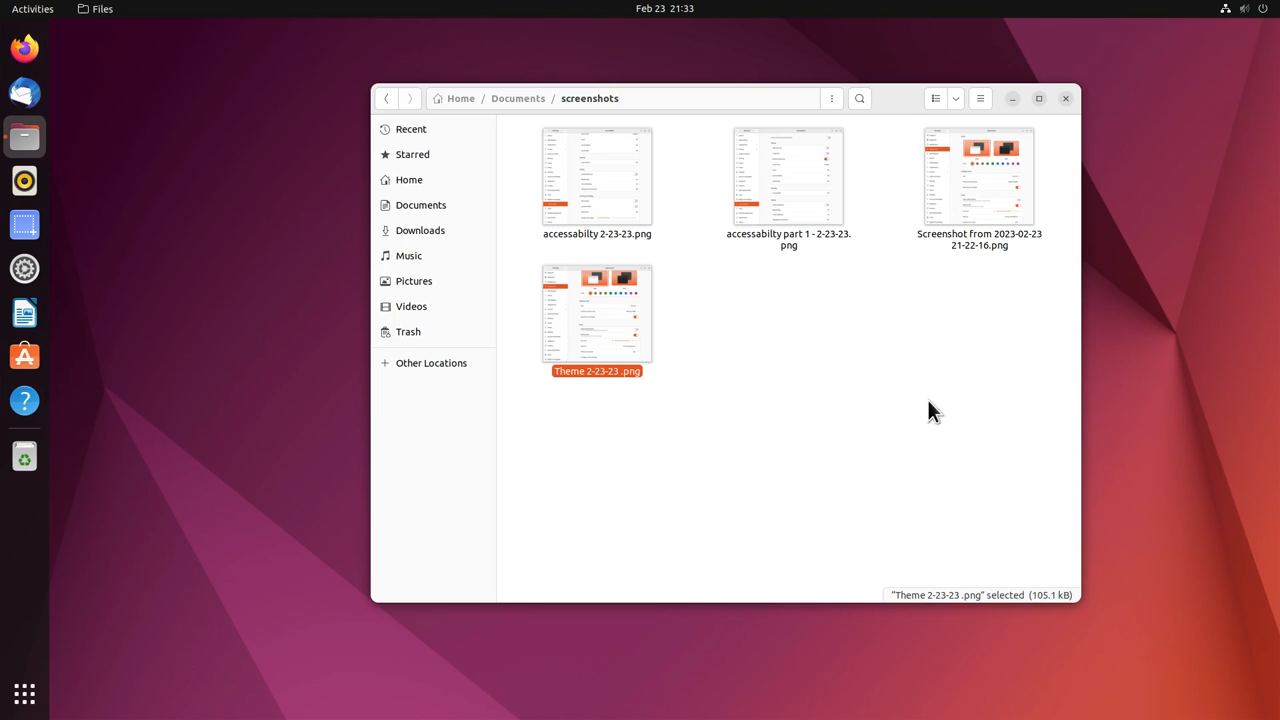 Activities
Files
Feb 23 21:33
Home / Documents / screenshots
Recent
Starred
Home
Documents
Downloads
Music
Pictures
Videos
Trash
+ Other Locations
accessabilty 2-23-23.png
accessabilty part 1 - 2-23-23.
png
Screenshot from 2023-02-23
21-22-16.png
Theme 2-23-23 .png
"Theme 2-23-23 .png" selected (105.1 kB)